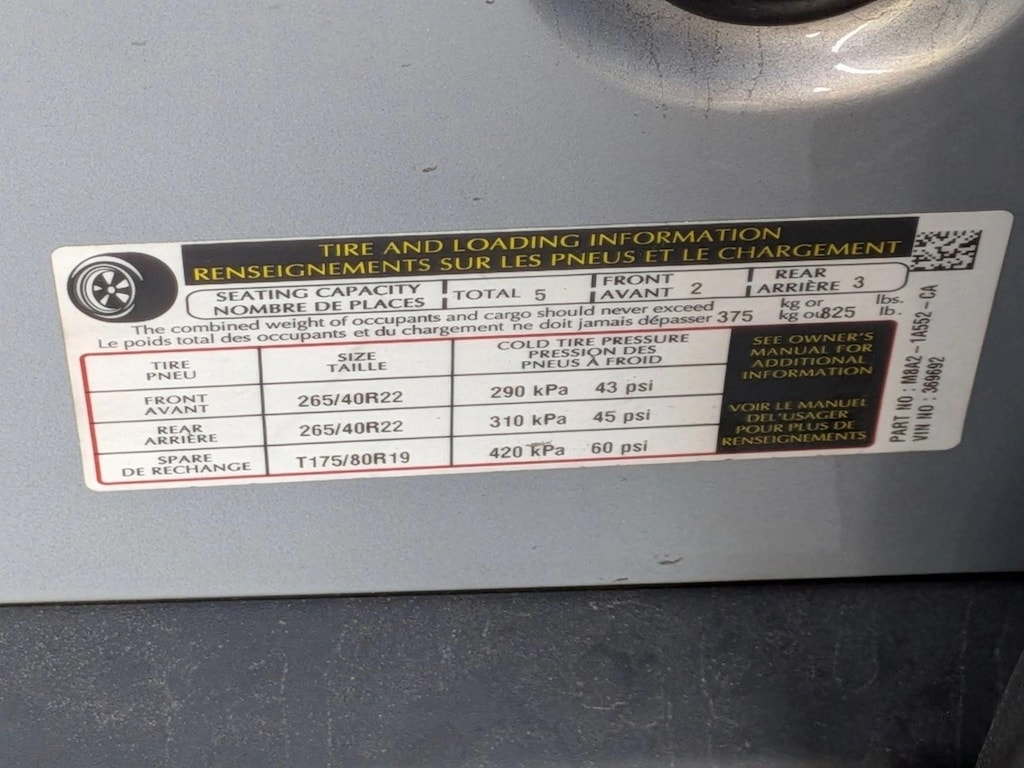 TIRE AND LOADING INFORMATION
RENSEIGNEMENTS SUR LES PNEUS ET LE CHARGEMENT
SEATING CAPACITY
NOMBRE DE PLACES
TOTAL 5
FRONT
AVANT 2
REAR
ARRIÈRE 3
The combined weight of occupants and cargo should never exceed
Le poids total des occupants et du chargement ne doit jamais dépasser
375 kg or
kg ou
825 lbs.
lb.
TIRE
PNEU
SIZE
TAILLE
COLD TIRE PRESSURE
PRESSION DES
PNEUS À FROID
FRONT
AVANT
265/40R22
290 kPa 43 psi
REAR
ARRIÈRE
265/40R22
310 kPa 45 psi
SPARE
DE RECHANGE
T175/80R19
420 kPa 60 psi
SEE OWNER'S
MANUAL FOR
ADDITIONAL
INFORMATION
VOIR LE MANUEL
DEL'USAGER
POUR PLUS DE
RENSEIGNEMENTS
PART NO : M8A2-1A552-CA
VIN NO : 369692